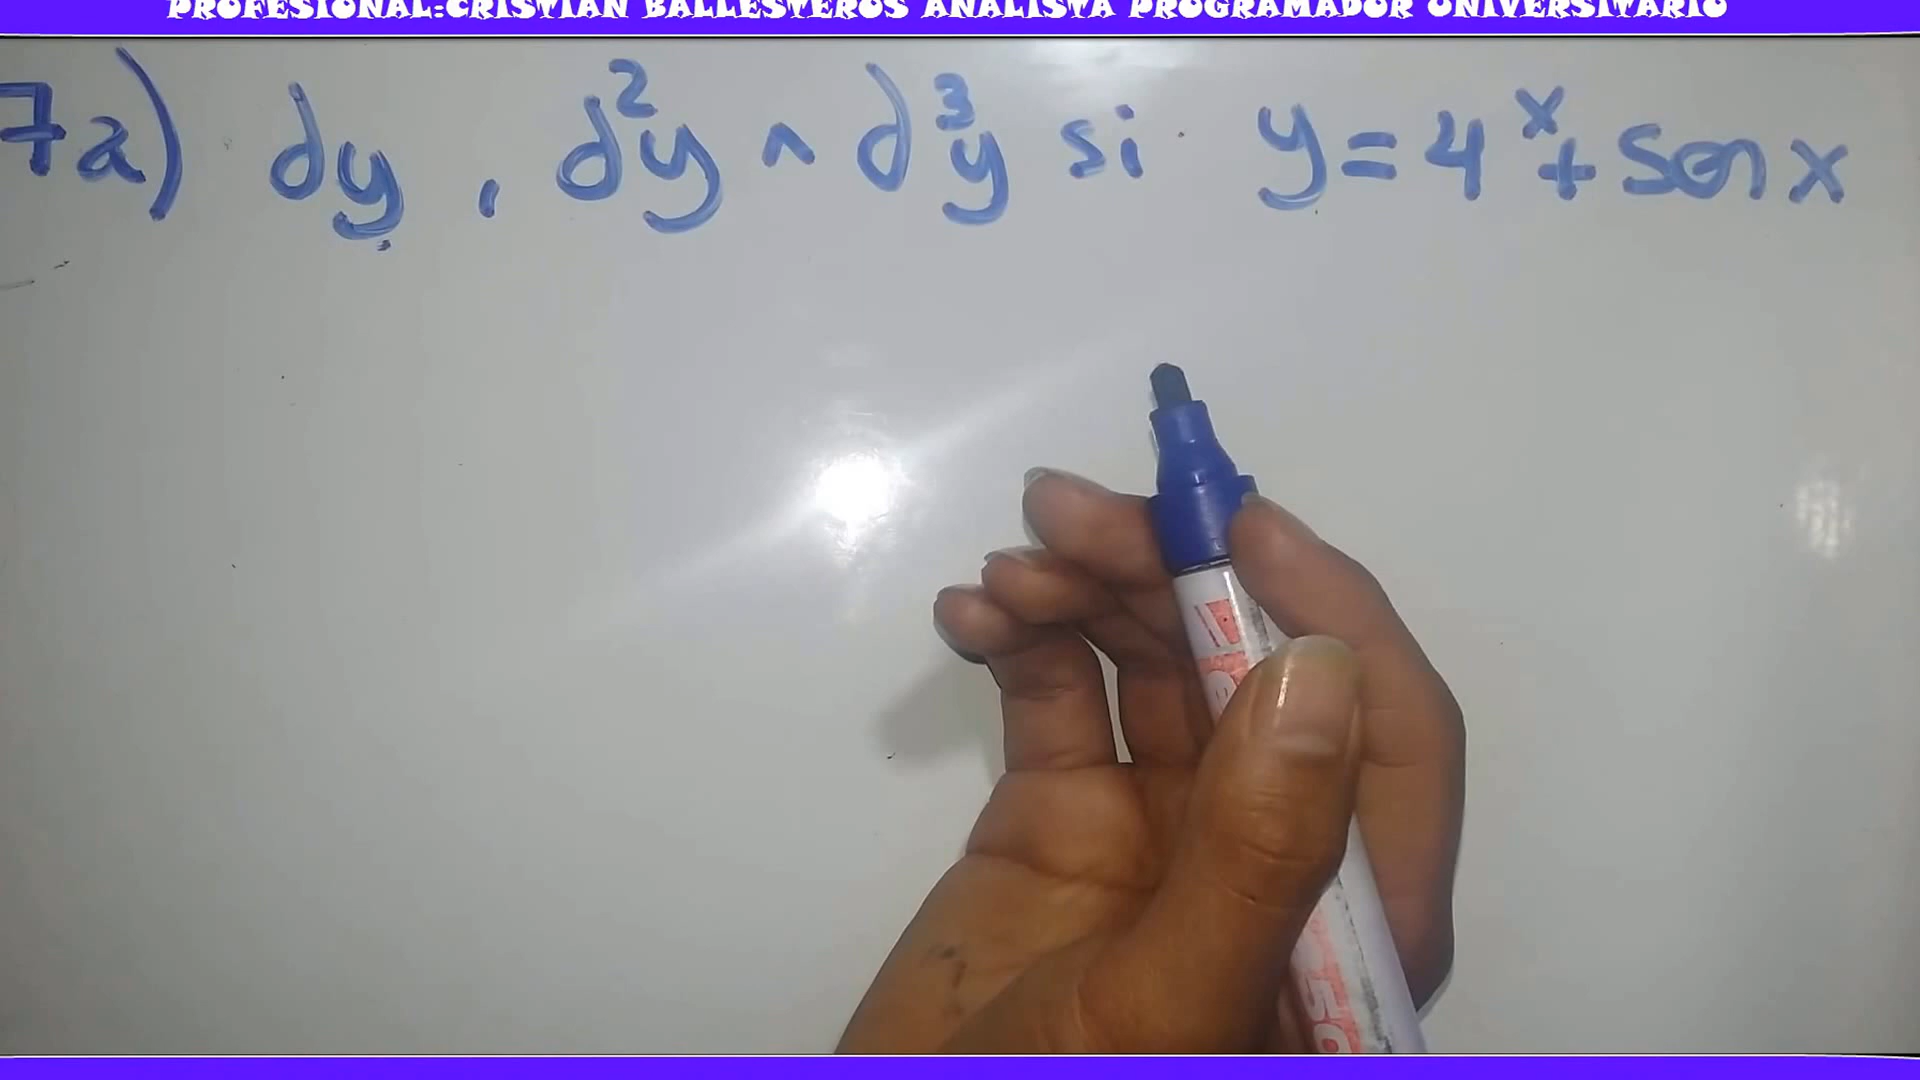 PROFESIONAL:CRISTIAN BALLESTEROS ANALISTA PROGRAMADOR UNIVERSITARIO
7a) dy, d²y ^ d³y si y = 4ˣ + sen x